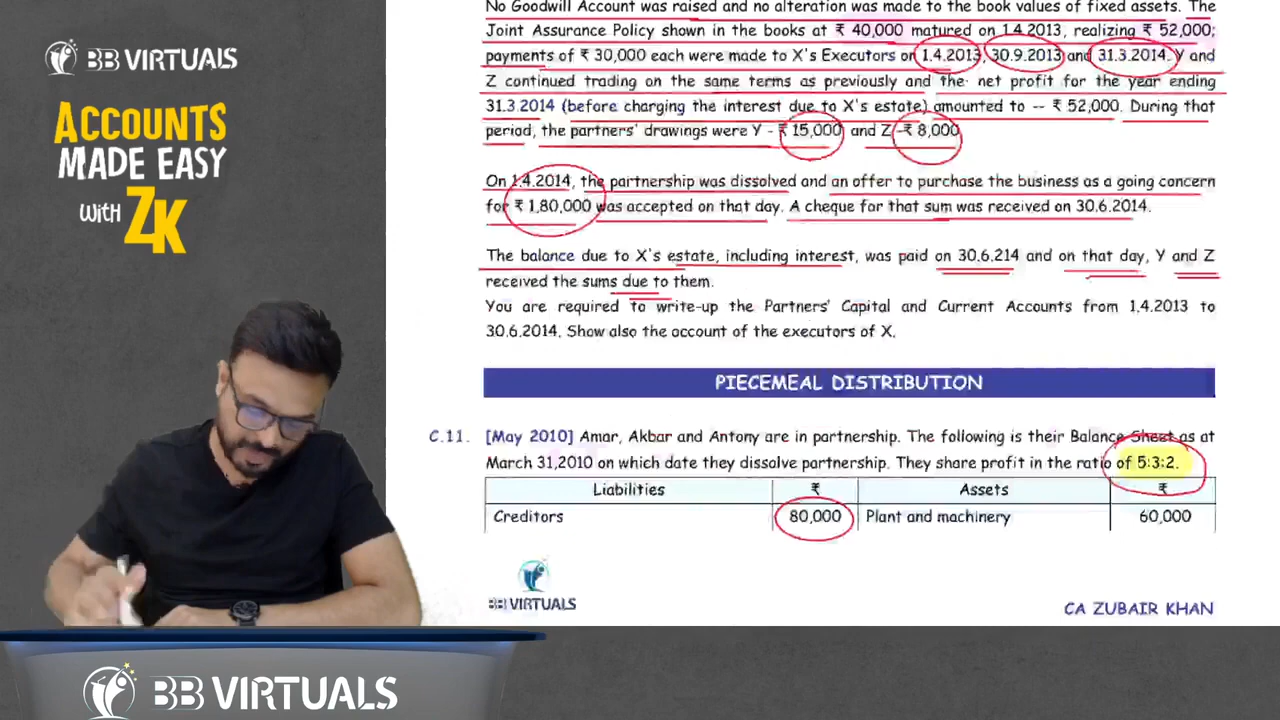 No Goodwill Account was raised and no alteration was made to the book values of fixed assets. The
Joint Assurance Policy shown in the books at ₹ 40,000 matured on 1.4.2013, realizing ₹ 52,000;
payments of ₹ 30,000 each were made to X's Executors on 1.4.2013, 30.9.2013 and 31.3.2014. Y and
Z continued trading on the same terms as previously and the net profit for the year ending
31.3.2014 (before charging the interest due to X's estate) amounted to -- ₹ 52,000. During that
period, the partners' drawings were Y - ₹ 15,000 and Z -₹ 8,000
On 1.4.2014, the partnership was dissolved and an offer to purchase the business as a going concern
for ₹ 1,80,000 was accepted on that day. A cheque for that sum was received on 30.6.2014.
The balance due to X's estate, including interest, was paid on 30.6.214 and on that day, Y and Z
received the sums due to them.
You are required to write-up the Partners' Capital and Current Accounts from 1.4.2013 to
30.6.2014. Show also the account of the executors of X.
PIECEMEAL DISTRIBUTION
C.11. [May 2010] Amar, Akbar and Antony are in partnership. The following is their Balance Sheet as at
March 31,2010 on which date they dissolve partnership. They share profit in the ratio of 5:3:2.
Liabilities ₹ Assets ₹
Creditors 80,000 Plant and machinery 60,000
BB VIRTUALS
CA ZUBAIR KHAN
BB VIRTUALS
ACCOUNTS
MADE EASY
WITH ZK
BB VIRTUALS